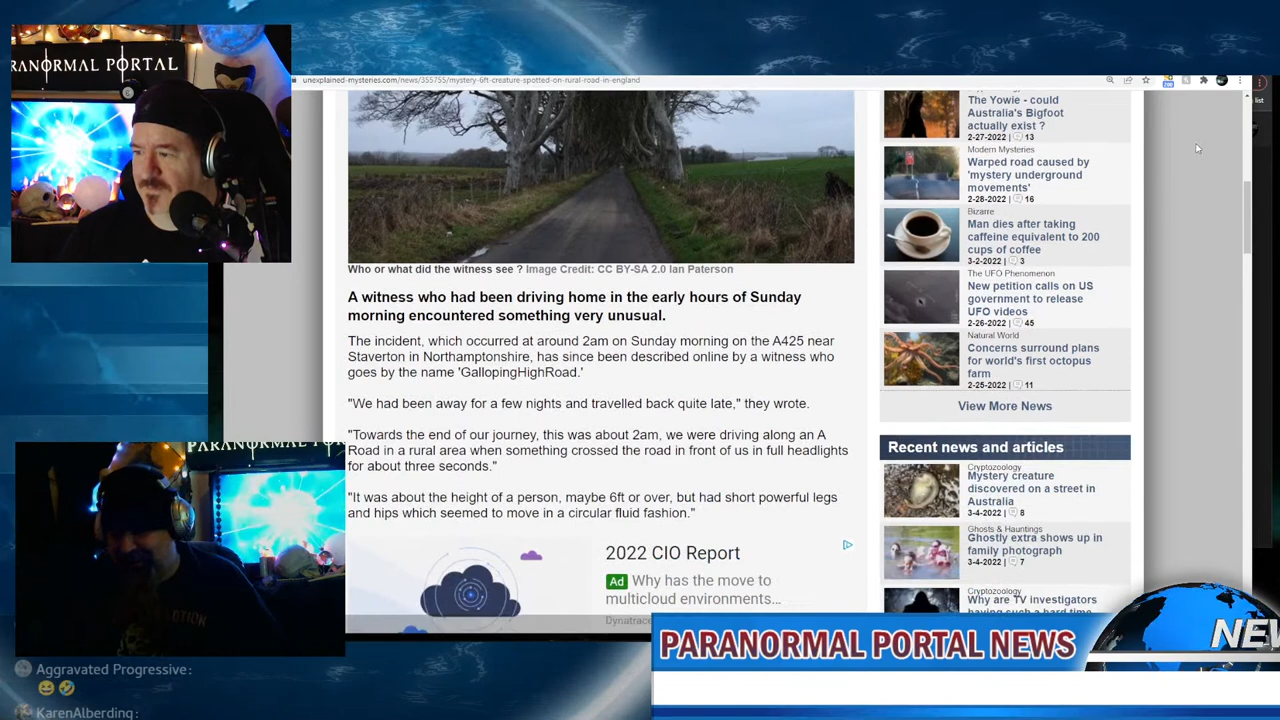 RANORMAL PORTAL
unexplained-mysteries.com/news/355755/mystery-6ft-creature-spotted-on-rural-road-in-england
Who or what did the witness see ? Image Credit: CC BY-SA 2.0 Ian Paterson
A witness who had been driving home in the early hours of Sunday
morning encountered something very unusual.
The incident, which occurred at around 2am on Sunday morning on the A425 near
Staverton in Northamptonshire, has since been described online by a witness who
goes by the name 'GallopingHighRoad.'
"We had been away for a few nights and travelled back quite late," they wrote.
"Towards the end of our journey, this was about 2am, we were driving along an A
Road in a rural area when something crossed the road in front of us in full headlights
for about three seconds."
"It was about the height of a person, maybe 6ft or over, but had short powerful legs
and hips which seemed to move in a circular fluid fashion."
2022 CIO Report
Ad Why has the move to
multicloud environments...
Dynatrace
The Yowie - could
Australia's Bigfoot
actually exist ?
2-27-2022 | 13
Modern Mysteries
Warped road caused by
'mystery underground
movements'
2-28-2022 | 16
Bizarre
Man dies after taking
caffeine equivalent to 200
cups of coffee
3-2-2022 | 3
The UFO Phenomenon
New petition calls on US
government to release
UFO videos
2-26-2022 | 45
Natural World
Concerns surround plans
for world's first octopus
farm
2-25-2022 | 11
View More News
Recent news and articles
Cryptozoology
Mystery creature
discovered on a street in
Australia
3-4-2022 | 8
Ghosts & Hauntings
Ghostly extra shows up in
family photograph
3-4-2022 | 7
Cryptozoology
Why are TV investigators
having such a hard time
list
PARANORMAL PO
PARANORMAL PORTAL NEWS
NEW
Aggravated Progressive:
KarenAlberding: